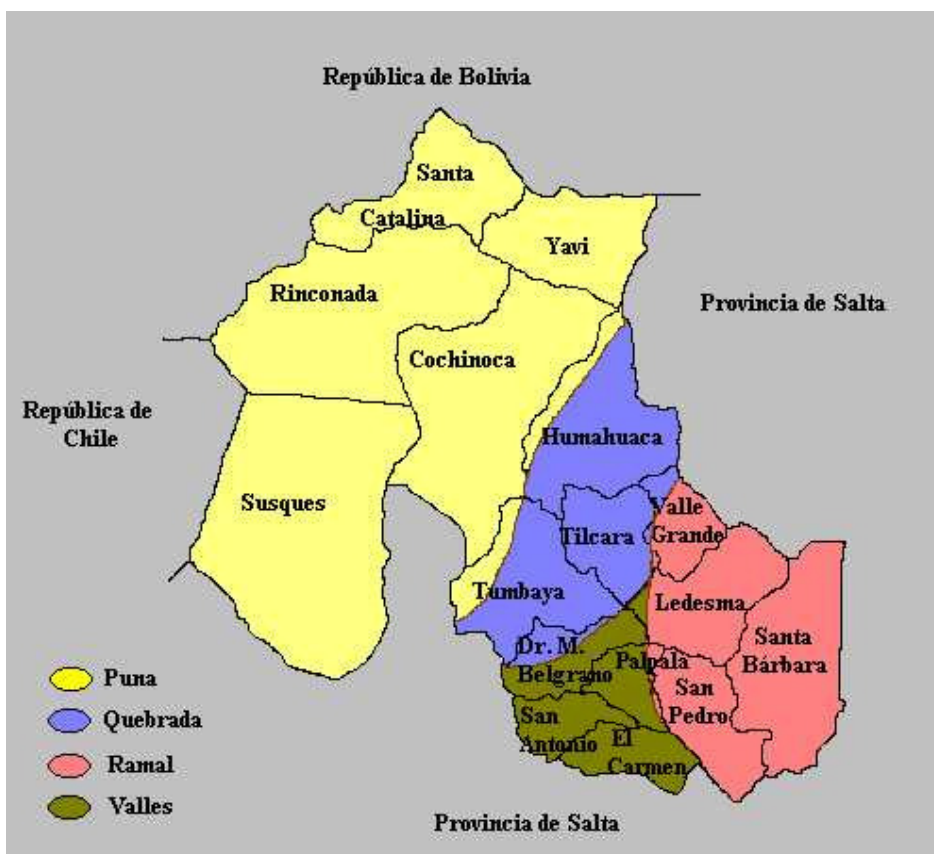 República de Bolivia
Santa
Catalina
Yavi
Rinconada
Provincia de Salta
Cochinoca
República de
Chile
Humahuaca
Susques
Valle
Grande
Tilcara
Tumbaya
Ledesma
Santa
Bárbara
Dr. M.
Belgrano
Palpala
San
Pedro
San
Antonio
El
Carmen
Puna
Quebrada
Ramal
Valles
Provincia de Salta